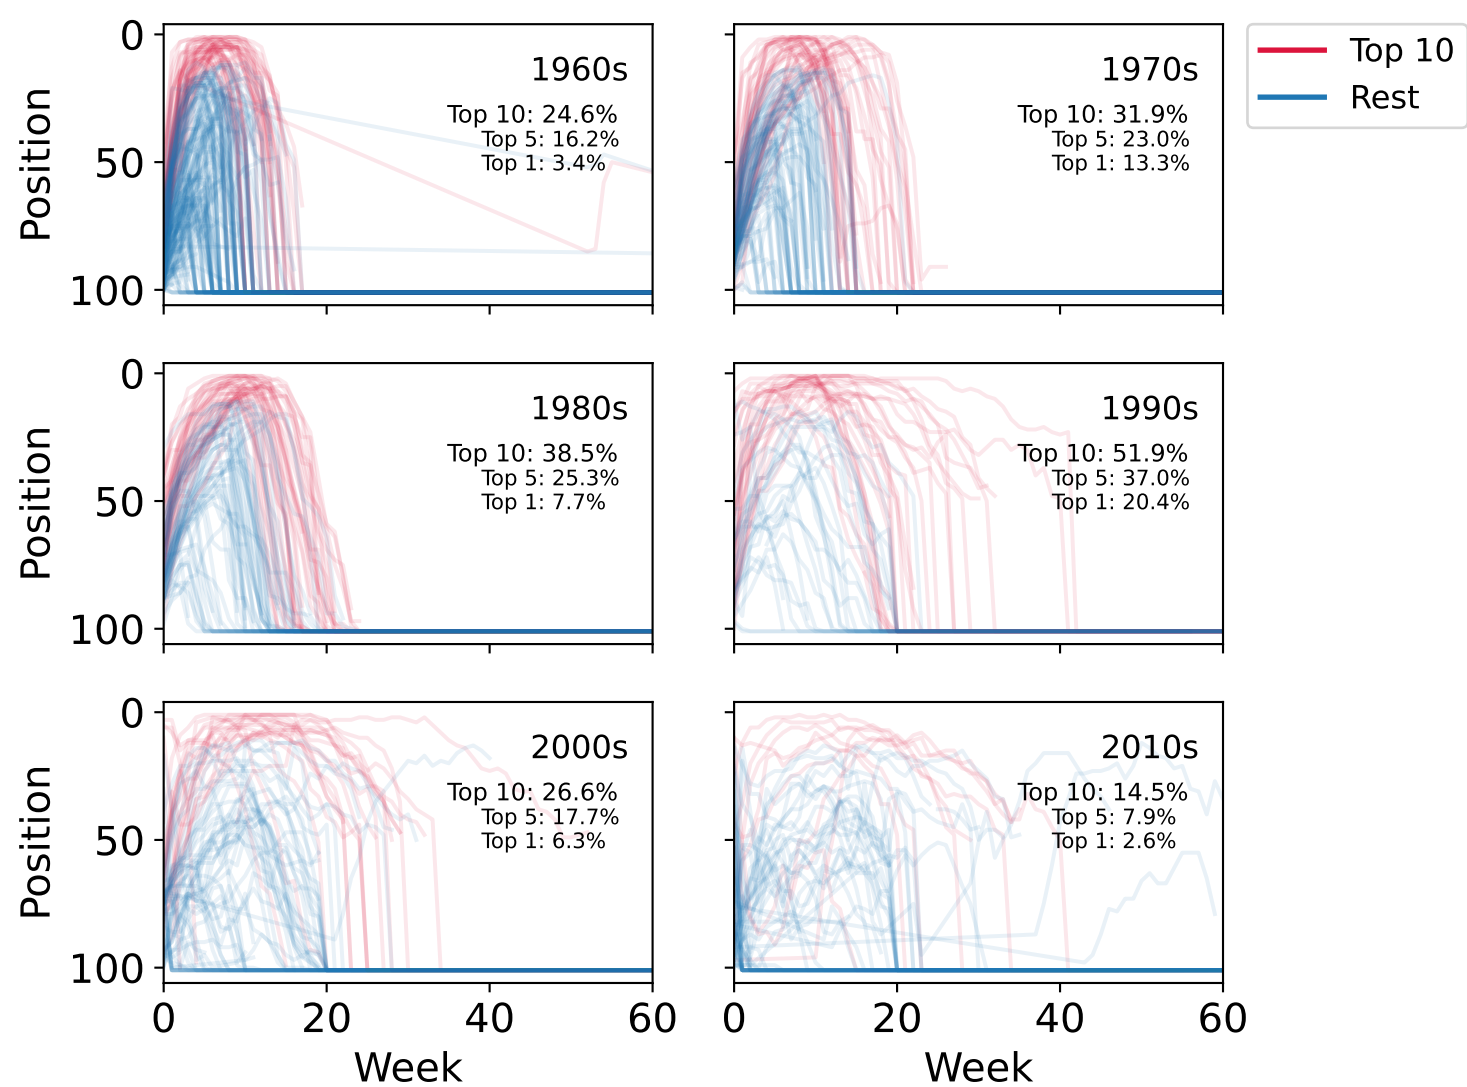 0
50
100
Position
1960s
Top 10: 24.6%
Top 5: 16.2%
Top 1: 3.4%
1970s
Top 10: 31.9%
Top 5: 23.0%
Top 1: 13.3%
Top 10
Rest
0
50
100
Position
1980s
Top 10: 38.5%
Top 5: 25.3%
Top 1: 7.7%
1990s
Top 10: 51.9%
Top 5: 37.0%
Top 1: 20.4%
0
50
100
Position
2000s
Top 10: 26.6%
Top 5: 17.7%
Top 1: 6.3%
0 20 40 60
Week
2010s
Top 10: 14.5%
Top 5: 7.9%
Top 1: 2.6%
0 20 40 60
Week